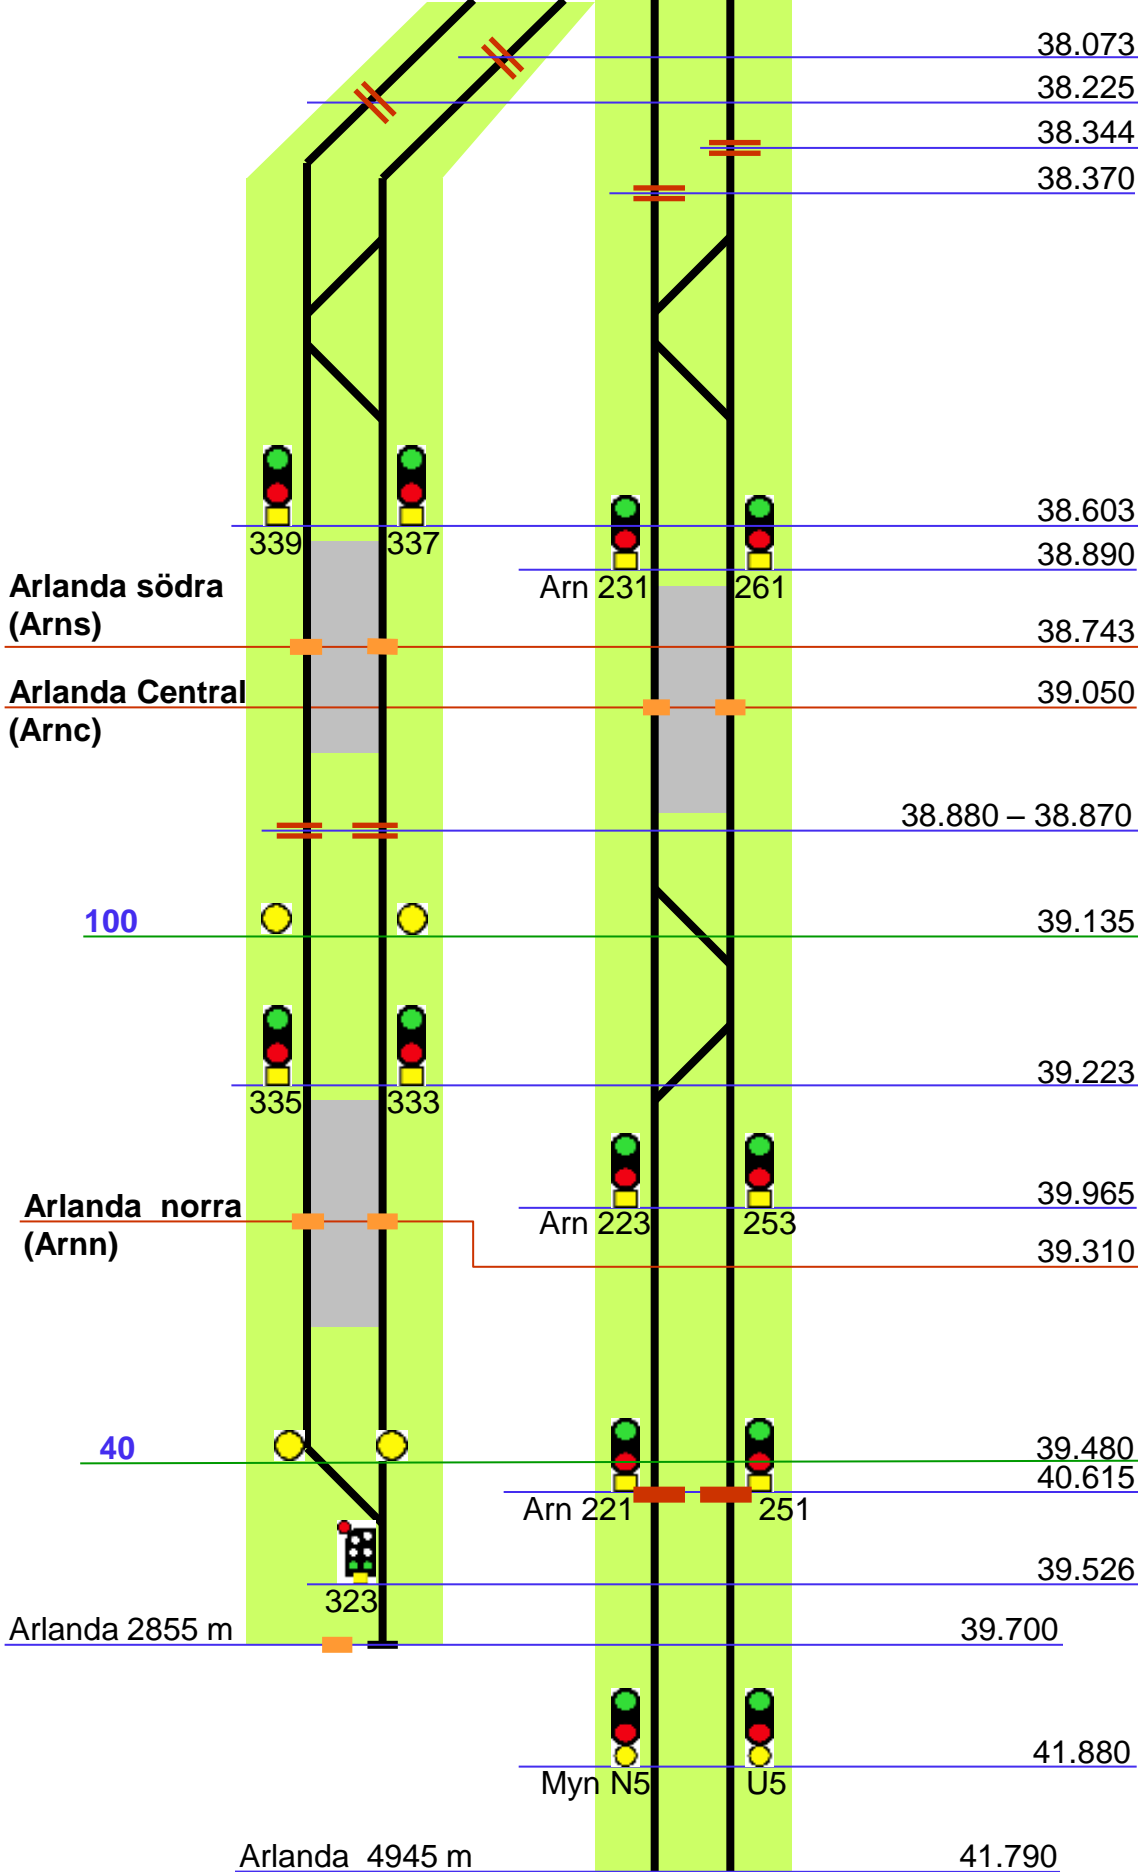 38.073
38.225
38.344
38.370
38.603
339
337
38.890
Arn 231
261
Arlanda södra
(Arns)
38.743
Arlanda Central
(Arnc)
39.050
38.880 – 38.870
100
39.135
39.223
335
333
39.965
Arlanda norra
(Arnn)
Arn 223
253
39.310
40
39.480
40.615
Arn 221
251
39.526
323
Arlanda 2855 m
39.700
41.880
Myn N5
U5
Arlanda 4945 m
41.790